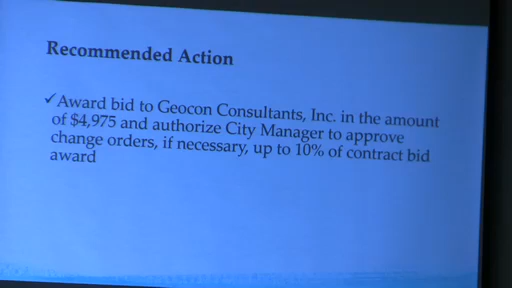 Recommended Action
✓Award bid to Geocon Consultants, Inc. in the amount
of $4,975 and authorize City Manager to approve
change orders, if necessary, up to 10% of contract bid
award